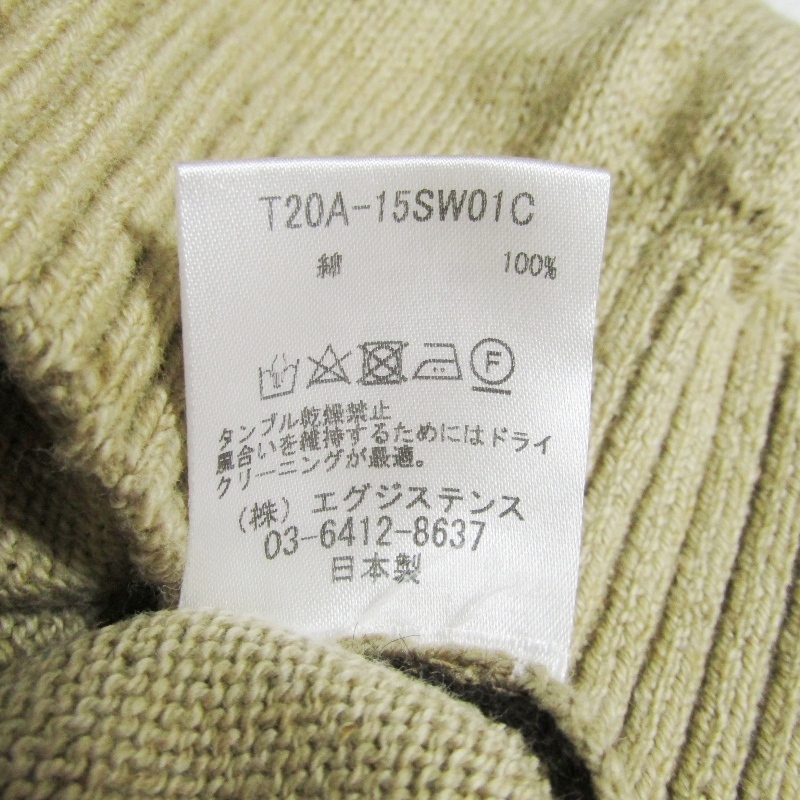 T20A-15SW01C
綿 100%
F
タンブル乾燥禁止
風合いを維持するためにはドライ
クリーニングが最適。
（株）エグジステンス
03-6412-8637
日本製